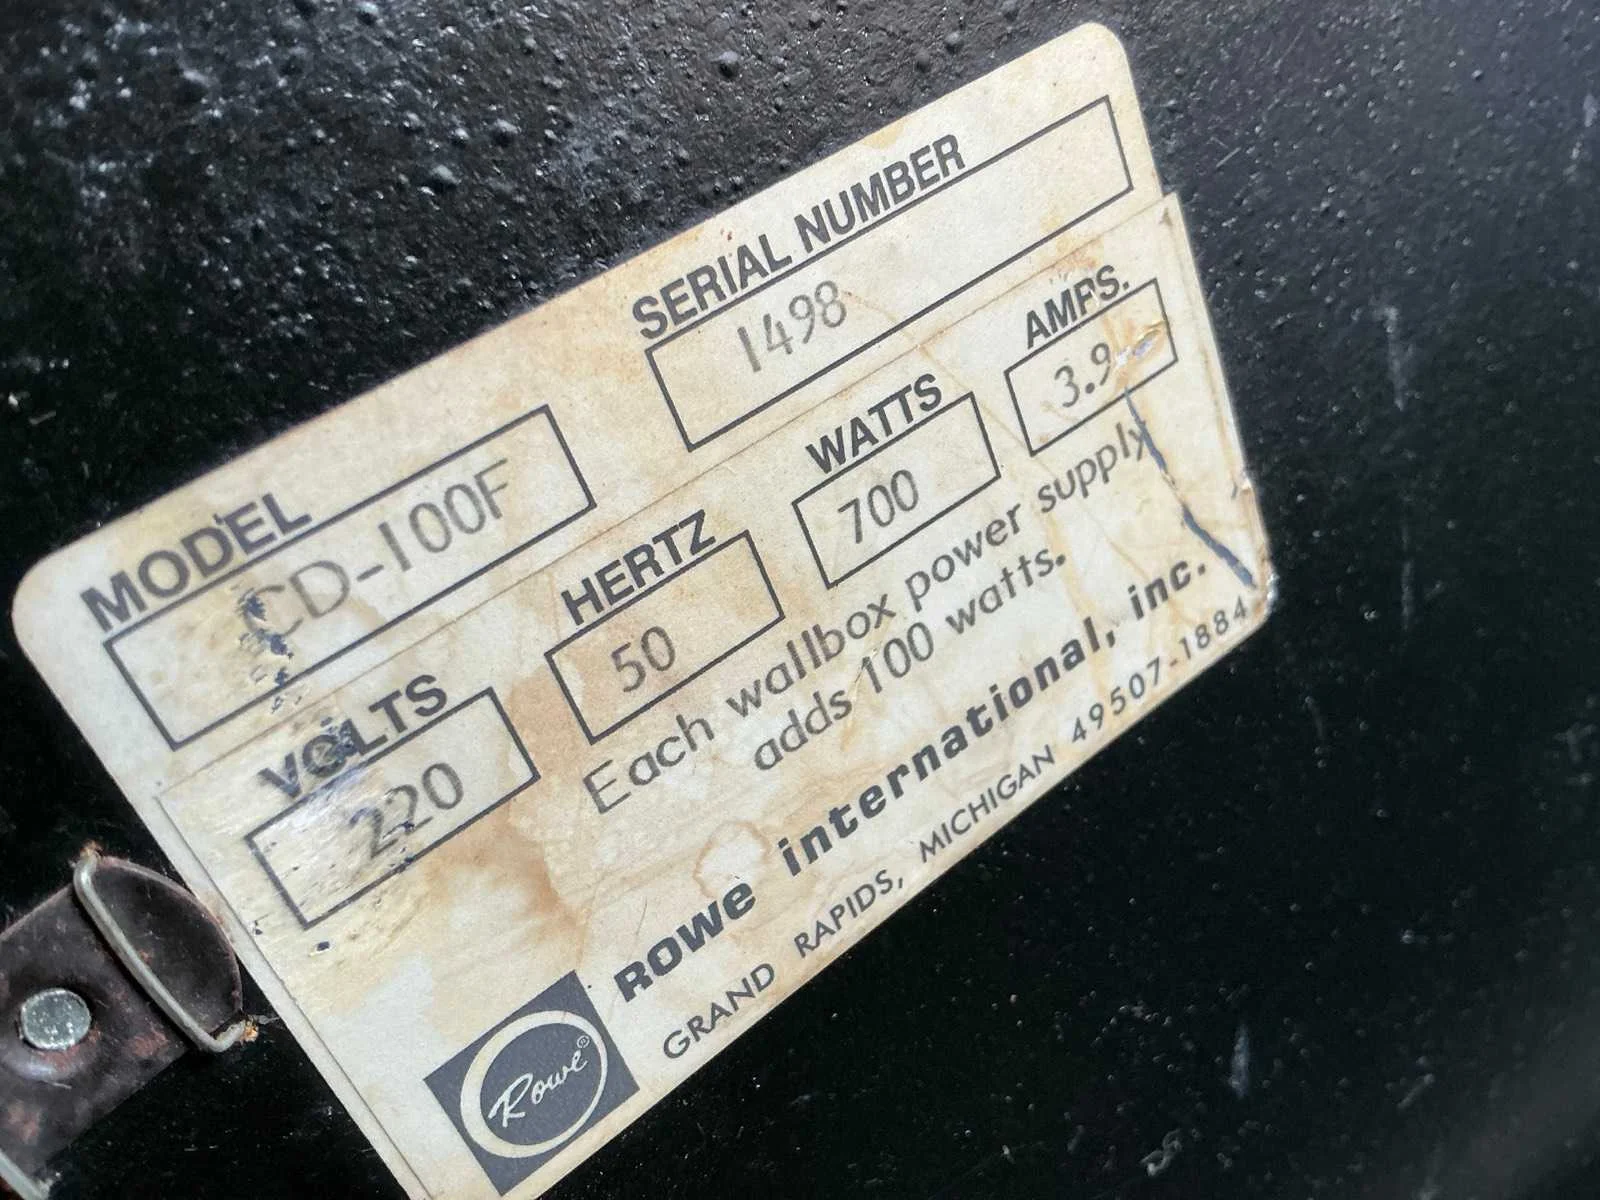 MODEL
CD-100F
SERIAL NUMBER
1498
VOLTS
220
HERTZ
50
WATTS
700
AMPS.
3.9
Each wallbox power supply
adds 100 watts.
Rowe international, inc.
GRAND RAPIDS, MICHIGAN 49507-1884
Rowe®